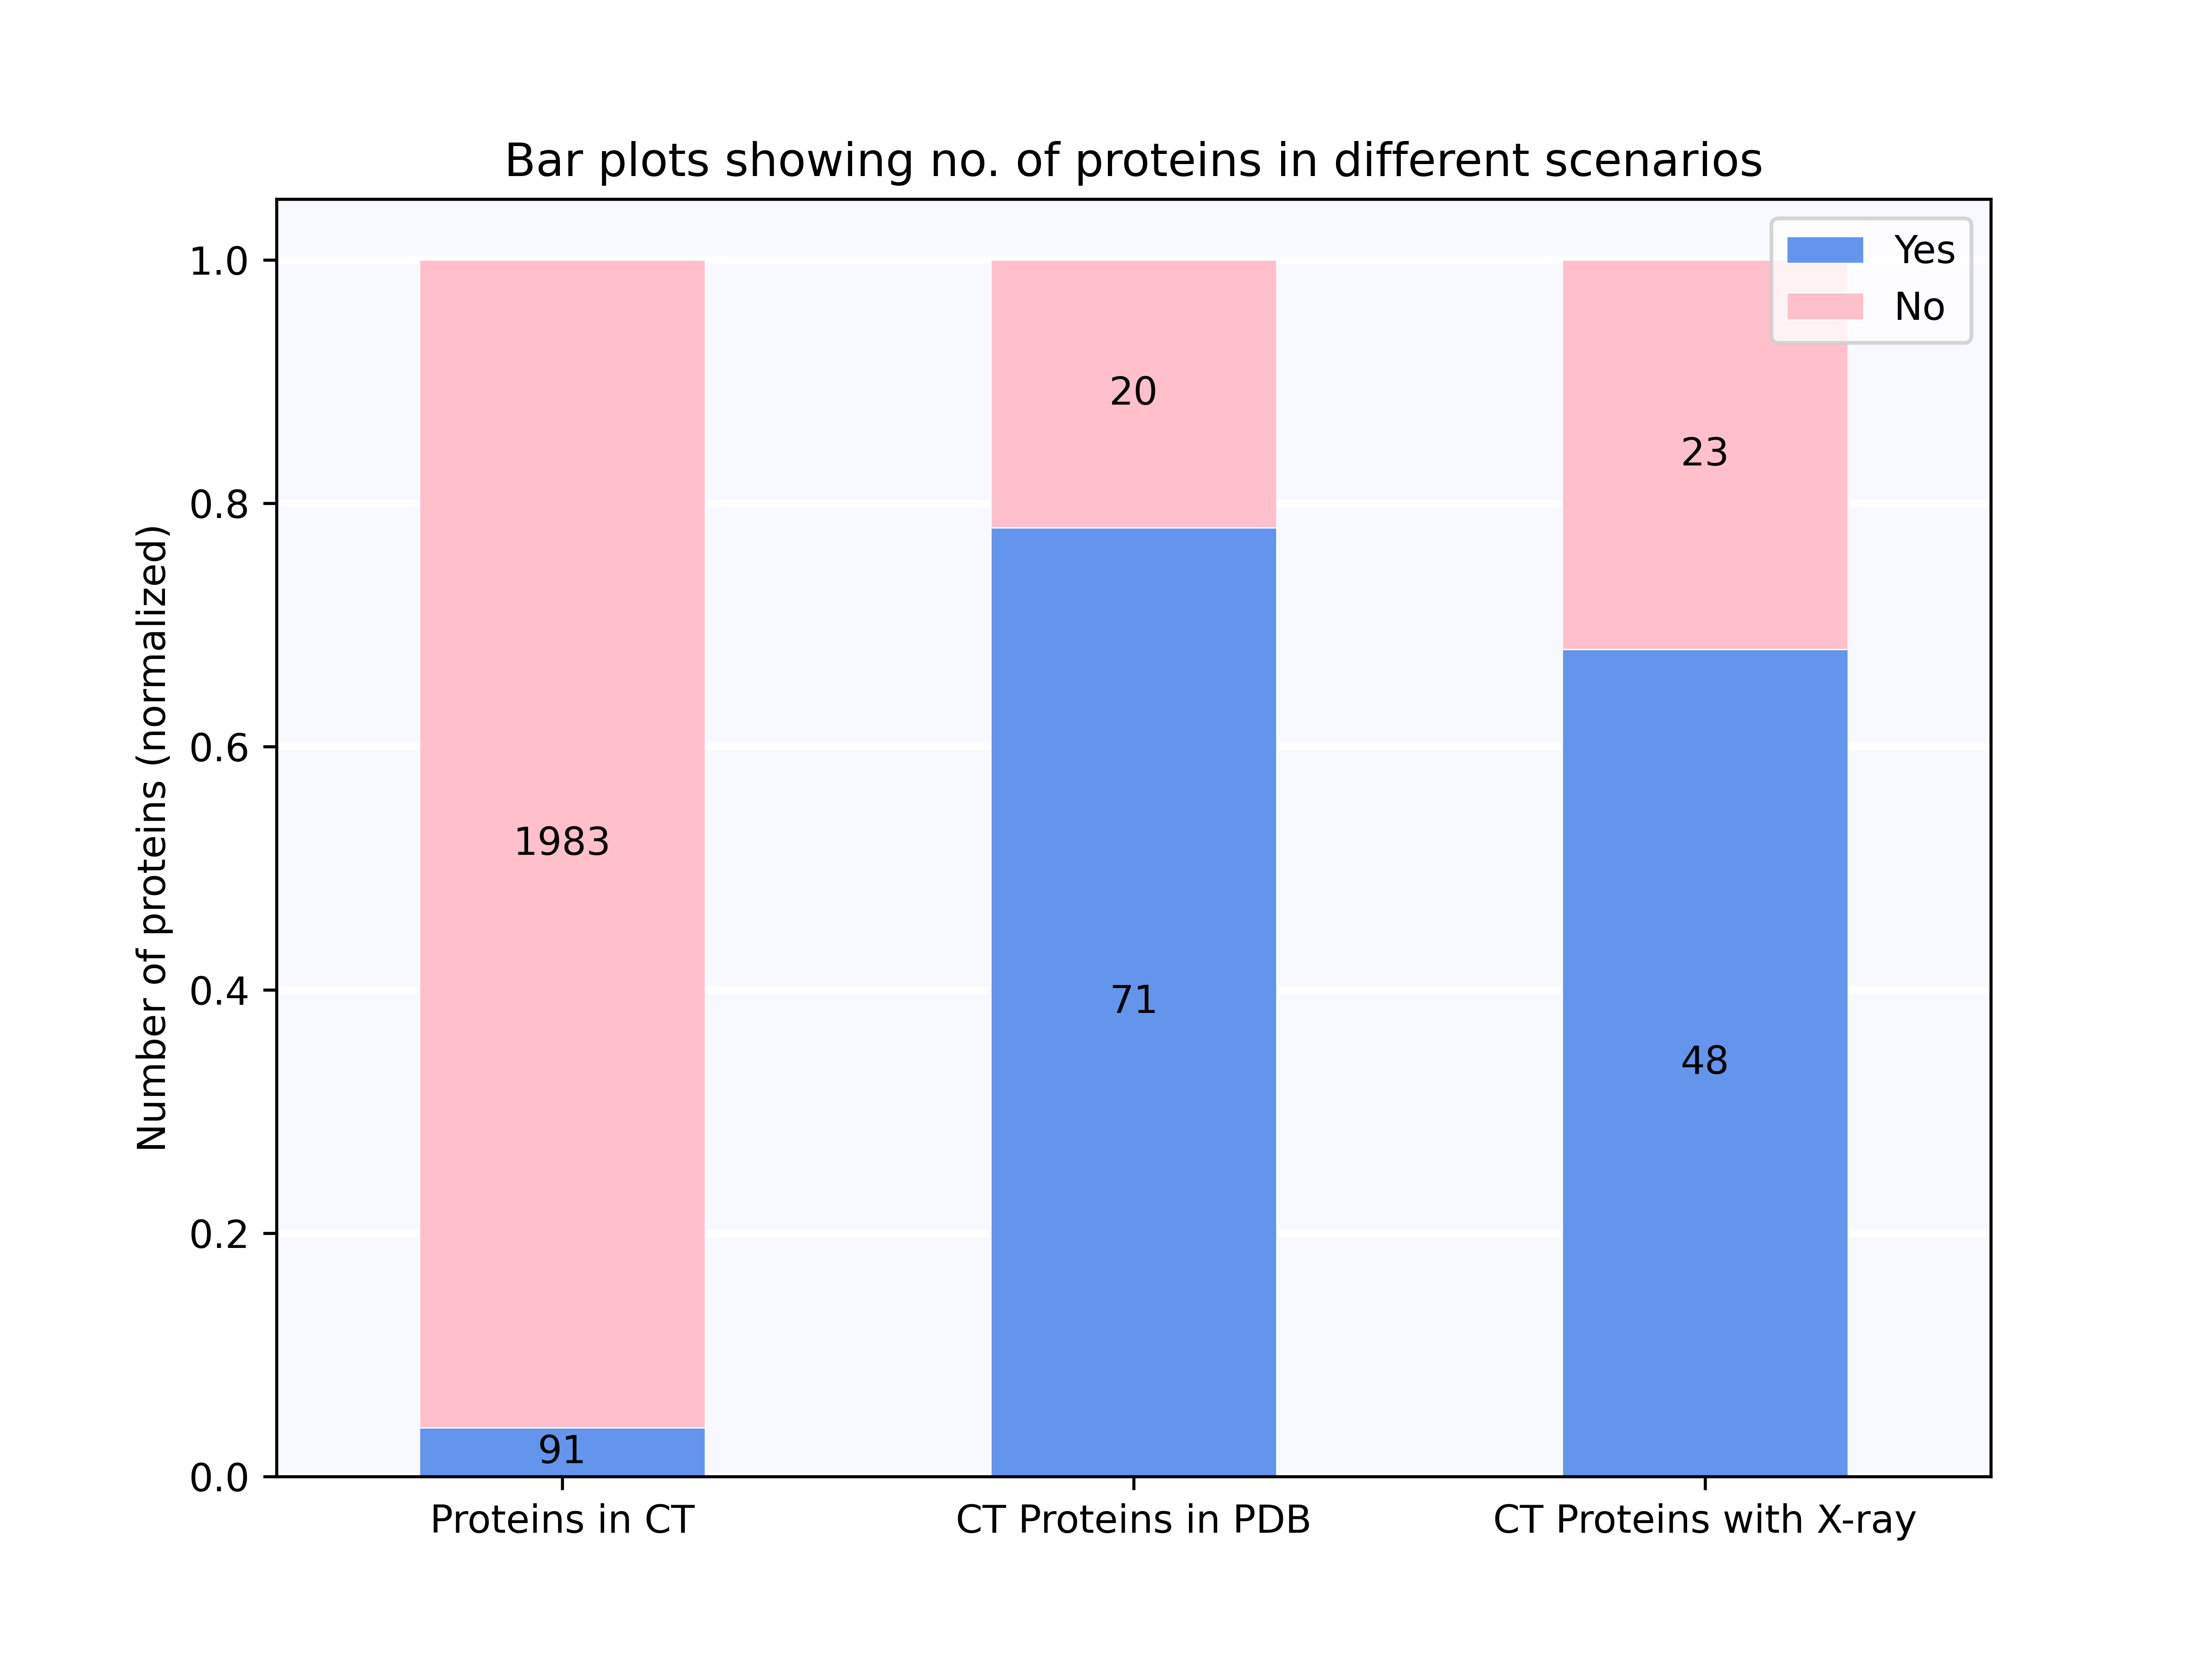 Bar plots showing no. of proteins in different scenarios
Yes
No
Number of proteins (normalized)
1.0
0.8
0.6
0.4
0.2
0.0
1983
91
20
71
23
48
Proteins in CT
CT Proteins in PDB
CT Proteins with X-ray